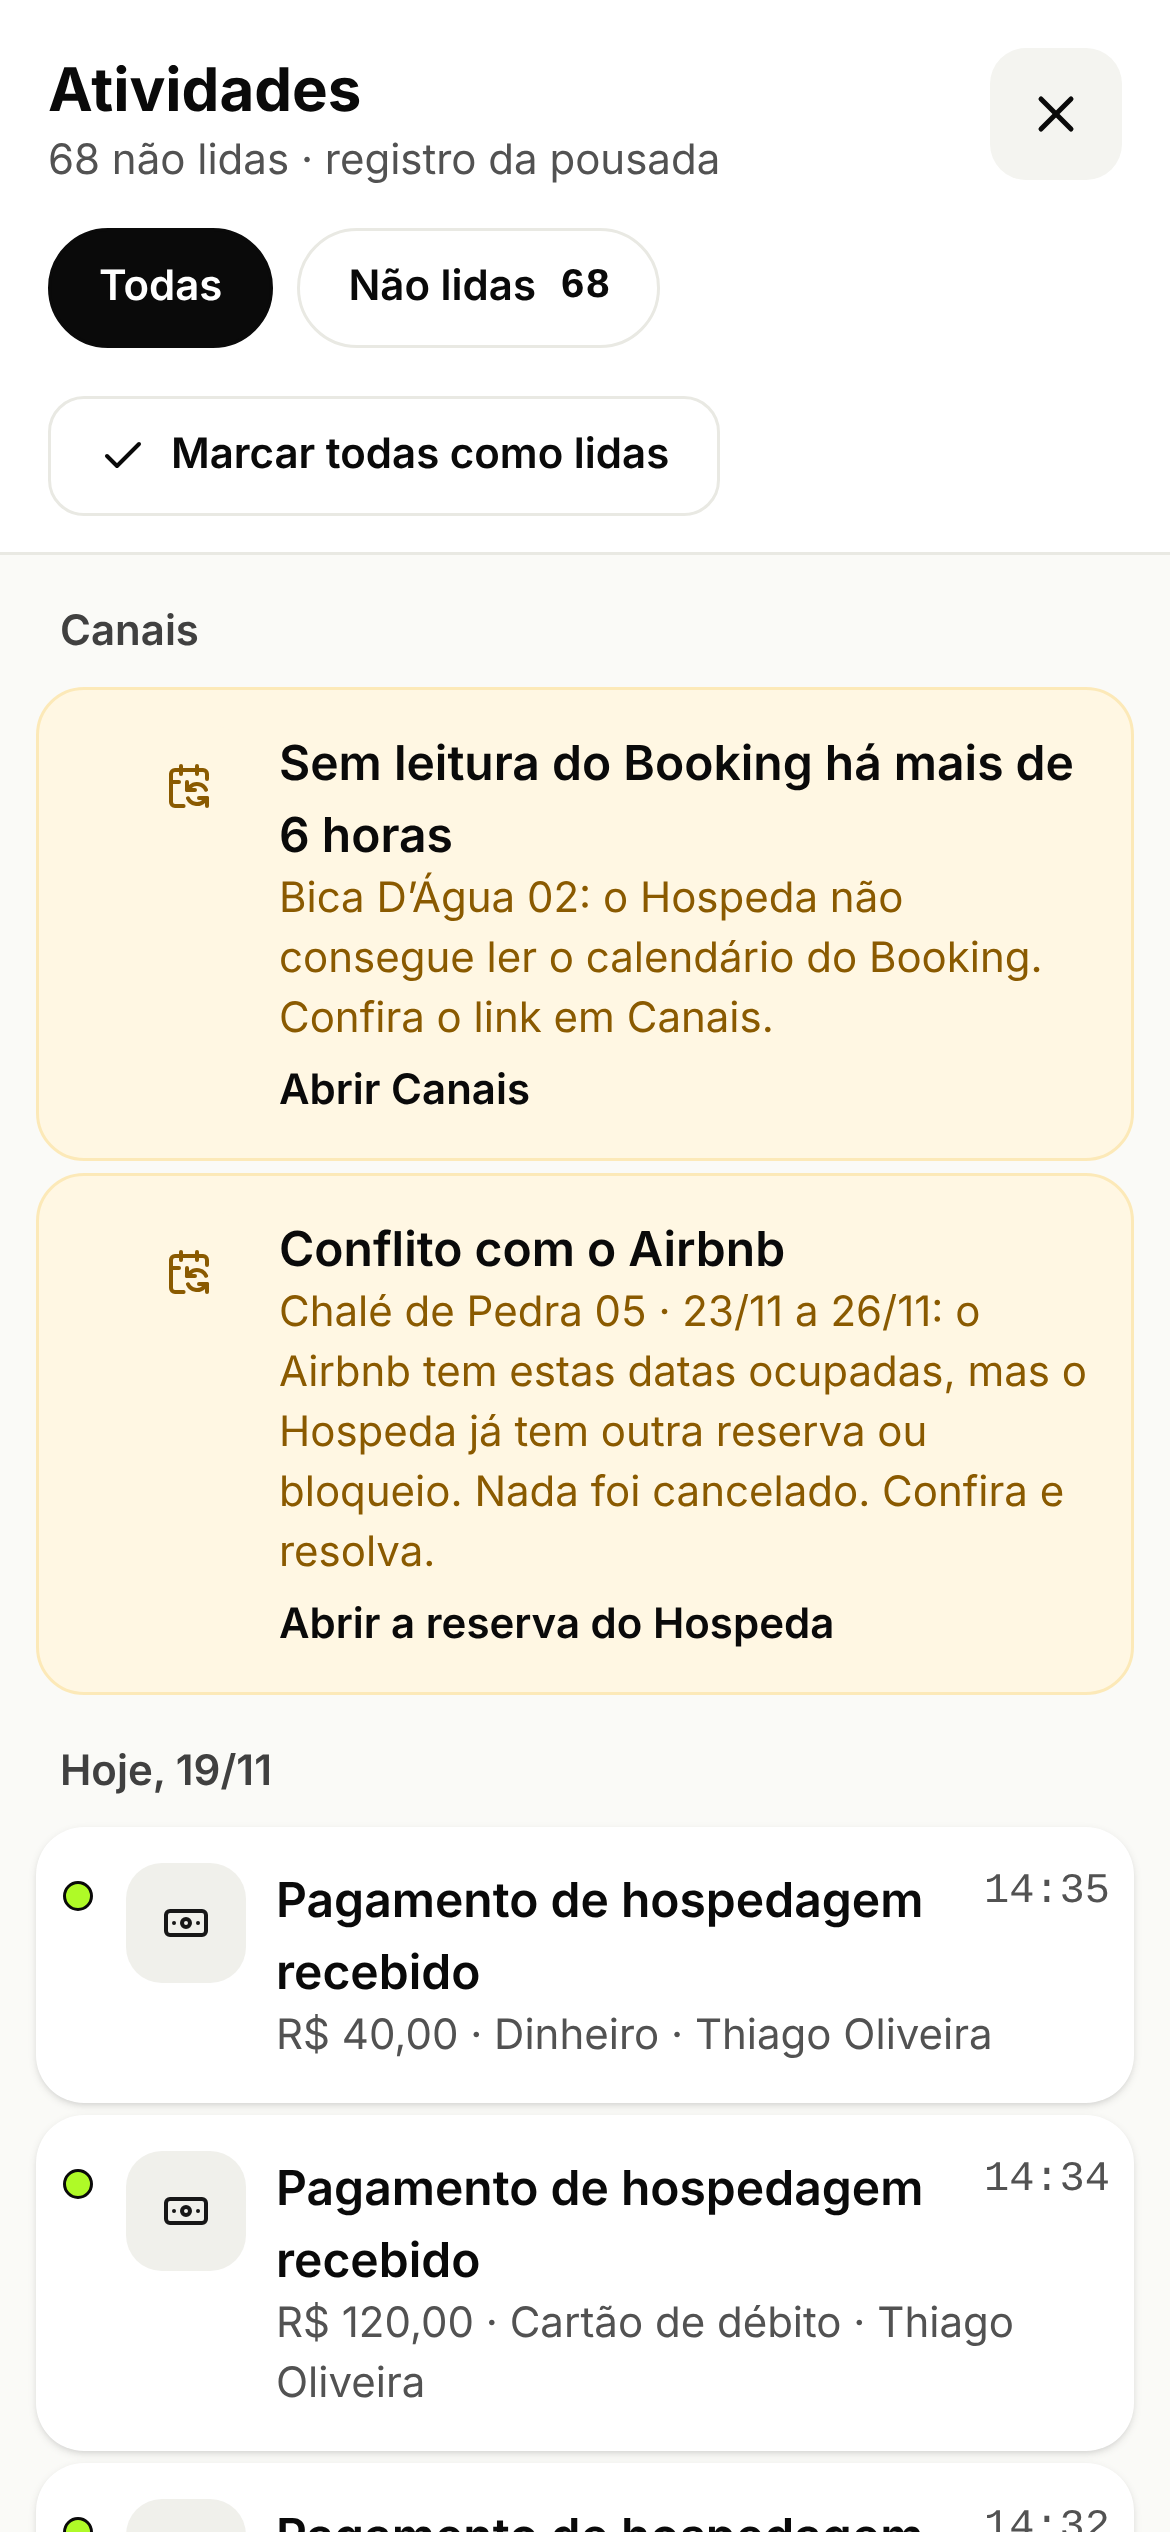 Atividades
68 não lidas · registro da pousada
Todas
Não lidas 68
Marcar todas como lidas
Canais
Sem leitura do Booking há mais de
6 horas
Bica D’Água 02: o Hospeda não
consegue ler o calendário do Booking.
Confira o link em Canais.
Abrir Canais
Conflito com o Airbnb
Chalé de Pedra 05 · 23/11 a 26/11: o
Airbnb tem estas datas ocupadas, mas o
Hospeda já tem outra reserva ou
bloqueio. Nada foi cancelado. Confira e
resolva.
Abrir a reserva do Hospeda
Hoje, 19/11
Pagamento de hospedagem 14:35
recebido
R$ 40,00 · Dinheiro · Thiago Oliveira
Pagamento de hospedagem 14:34
recebido
R$ 120,00 · Cartão de débito · Thiago
Oliveira
Pagamento de hospedagem 14:32